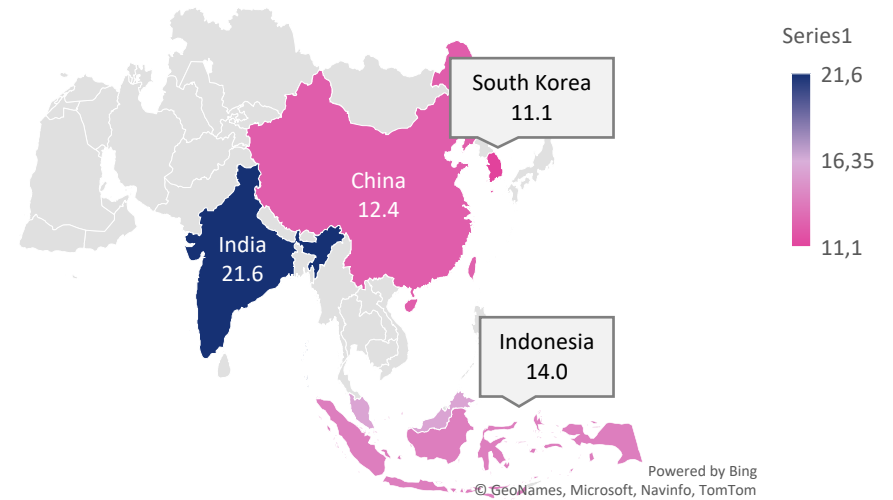 Series1
21,6
16,35
11,1
South Korea
11.1
China
12.4
India
21.6
Indonesia
14.0
Powered by Bing
© GeoNames, Microsoft, Navinfo, TomTom